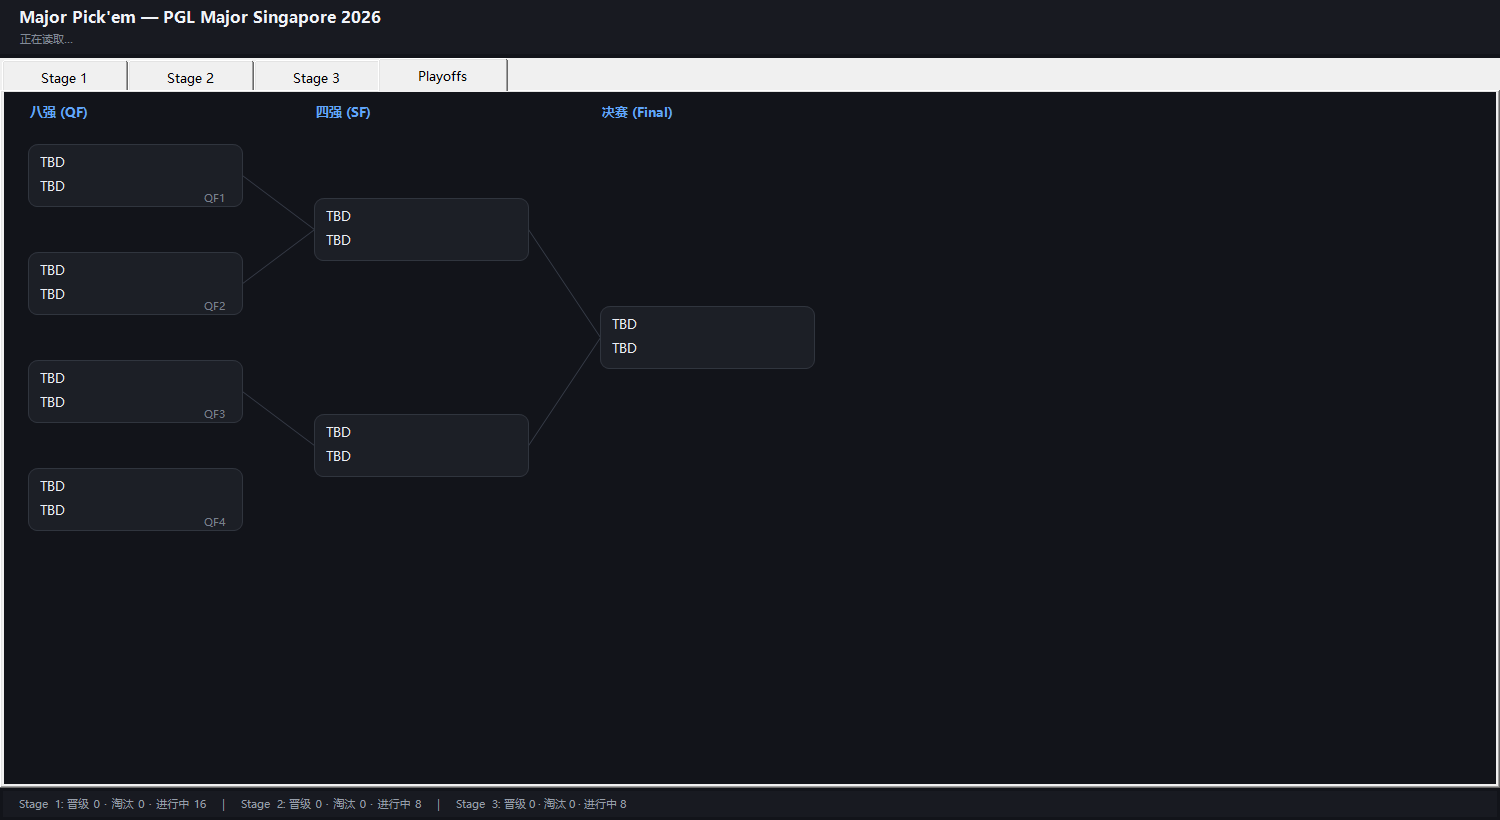 Major Pick'em — PGL Major Singapore 2026
正在读取...
Stage 1
Stage 2
Stage 3
Playoffs
八强 (QF)
四强 (SF)
决赛 (Final)
TBD
TBD
QF1
TBD
TBD
QF2
TBD
TBD
QF3
TBD
TBD
QF4
TBD
TBD
TBD
TBD
TBD
TBD
Stage 1: 晋级 0 · 淘汰 0 · 进行中 16 | Stage 2: 晋级 0 · 淘汰 0 · 进行中 8 | Stage 3: 晋级 0 · 淘汰 0 · 进行中 8